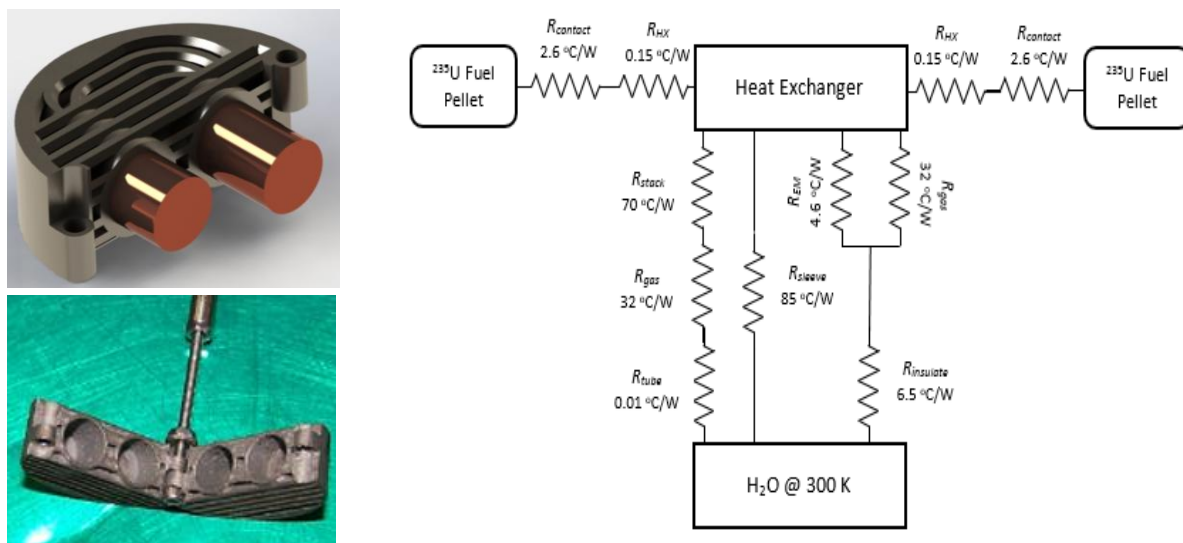 R_contact
2.6 °C/W
R_HX
0.15 °C/W
R_HX
0.15 °C/W
R_contact
2.6 °C/W
²³⁵U Fuel
Pellet
Heat Exchanger
²³⁵U Fuel
Pellet
R_stack
70 °C/W
R_EM
4.6 °C/W
R_gas
32 °C/W
R_gas
32 °C/W
R_sleeve
85 °C/W
R_tube
0.01 °C/W
R_insulate
6.5 °C/W
H₂O @ 300 K